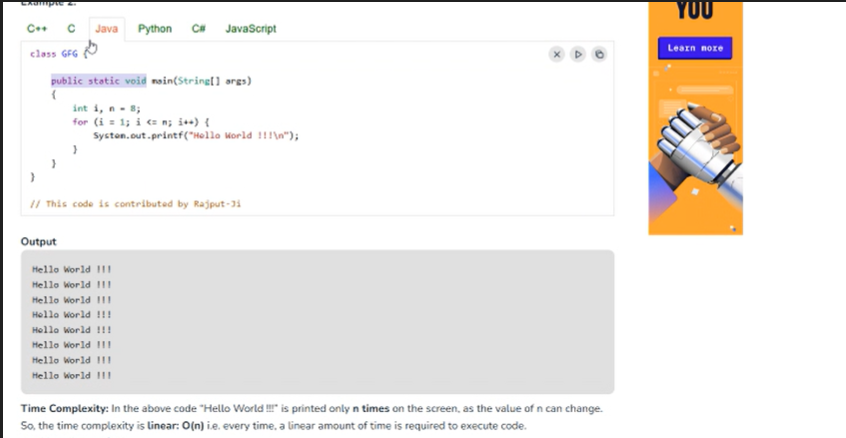 Example 2:
C++ C Java Python C# JavaScript
class GFG {
public static void main(String[] args)
{
int i, n = 8;
for (i = 1; i <= n; i++) {
System.out.printf("Hello World !!!\n");
}
}
}
// This code is contributed by Rajput-Ji
Output
Hello World !!!
Hello World !!!
Hello World !!!
Hello World !!!
Hello World !!!
Hello World !!!
Hello World !!!
Hello World !!!
Time Complexity: In the above code “Hello World !!!” is printed only n times on the screen, as the value of n can change.
So, the time complexity is linear: O(n) i.e. every time, a linear amount of time is required to execute code.
YOU
Learn more